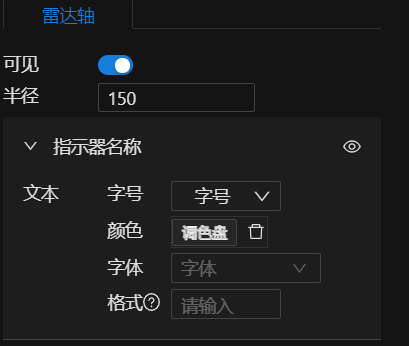 雷达轴
可见
半径 150
指示器名称
文本 字号 字号
颜色 调色盘
字体 字体
格式? 请输入